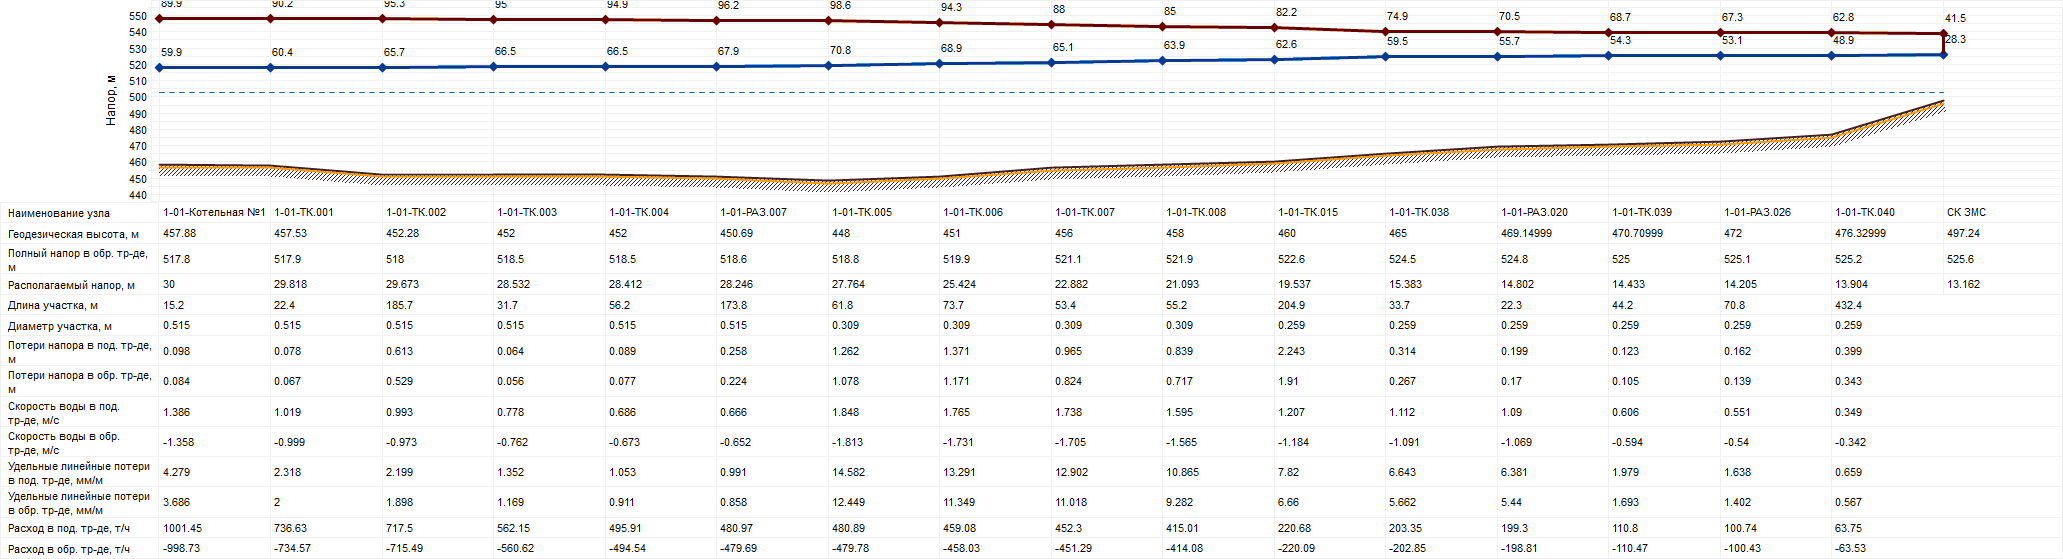 89.9 90.2 95.3 95 94.9 96.2 98.6 94.3 88 85 82.2 74.9 70.5 68.7 67.3 62.8 41.5
59.9 60.4 65.7 66.5 66.5 67.9 70.8 68.9 65.1 63.9 62.6 59.5 55.7 54.3 53.1 48.9 28.3
Напор, м
550
540
530
520
510
500
490
480
470
460
450
440
Наименование узла 1-01-Котельная №1 1-01-ТК.001 1-01-ТК.002 1-01-ТК.003 1-01-ТК.004 1-01-РАЗ.007 1-01-ТК.005 1-01-ТК.006 1-01-ТК.007 1-01-ТК.008 1-01-ТК.015 1-01-ТК.038 1-01-РАЗ.020 1-01-ТК.039 1-01-РАЗ.026 1-01-ТК.040 СК ЗМС
Геодезическая высота, м 457.88 457.53 452.28 452 452 450.69 448 451 456 458 460 465 469.14999 470.70999 472 476.32999 497.24
Полный напор в обр. тр-де,
м 517.8 517.9 518 518.5 518.5 518.6 518.8 519.9 521.1 521.9 522.6 524.5 524.8 525 525.1 525.2 525.6
Располагаемый напор, м 30 29.818 29.673 28.532 28.412 28.246 27.764 25.424 22.882 21.093 19.537 15.383 14.802 14.433 14.205 13.904 13.162
Длина участка, м 15.2 22.4 185.7 31.7 56.2 173.8 61.8 73.7 53.4 55.2 204.9 33.7 22.3 44.2 70.8 432.4
Диаметр участка, м 0.515 0.515 0.515 0.515 0.515 0.515 0.309 0.309 0.309 0.309 0.259 0.259 0.259 0.259 0.259 0.259
Потери напора в под. тр-де,
м 0.098 0.078 0.613 0.064 0.089 0.258 1.262 1.371 0.965 0.839 2.243 0.314 0.199 0.123 0.162 0.399
Потери напора в обр. тр-де,
м 0.084 0.067 0.529 0.056 0.077 0.224 1.078 1.171 0.824 0.717 1.91 0.267 0.17 0.105 0.139 0.343
Скорость воды в под.
тр-де, м/с 1.386 1.019 0.993 0.778 0.686 0.666 1.848 1.765 1.738 1.595 1.207 1.112 1.09 0.606 0.551 0.349
Скорость воды в обр.
тр-де, м/с -1.358 -0.999 -0.973 -0.762 -0.673 -0.652 -1.813 -1.731 -1.705 -1.565 -1.184 -1.091 -1.069 -0.594 -0.54 -0.342
Удельные линейные потери
в под. тр-де, мм/м 4.279 2.318 2.199 1.352 1.053 0.991 14.582 13.291 12.902 10.865 7.82 6.643 6.381 1.979 1.638 0.659
Удельные линейные потери
в обр. тр-де, мм/м 3.686 2 1.898 1.169 0.911 0.858 12.449 11.349 11.018 9.282 6.66 5.662 5.44 1.693 1.402 0.567
Расход в под. тр-де, т/ч 1001.45 736.63 717.5 562.15 495.91 480.97 480.89 459.08 452.3 415.01 220.68 203.35 199.3 110.8 100.74 63.75
Расход в обр. тр-де, т/ч -998.73 -734.57 -715.49 -560.62 -494.54 -479.69 -479.78 -458.03 -451.29 -414.08 -220.09 -202.85 -198.81 -110.47 -100.43 -63.53